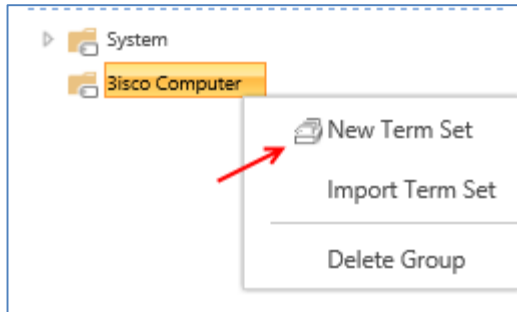 System
3isco Computer
New Term Set
Import Term Set
Delete Group